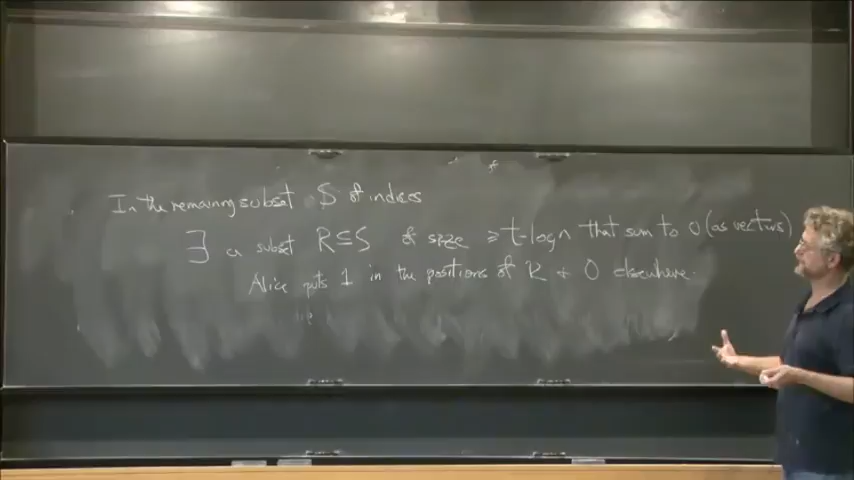 In the remaining subset S of indices
∃ a subset R ⊆ S of size ≥ t-logn that sum to 0 (as vectors)
Alice puts 1 in the positions of R + 0 elsewhere.